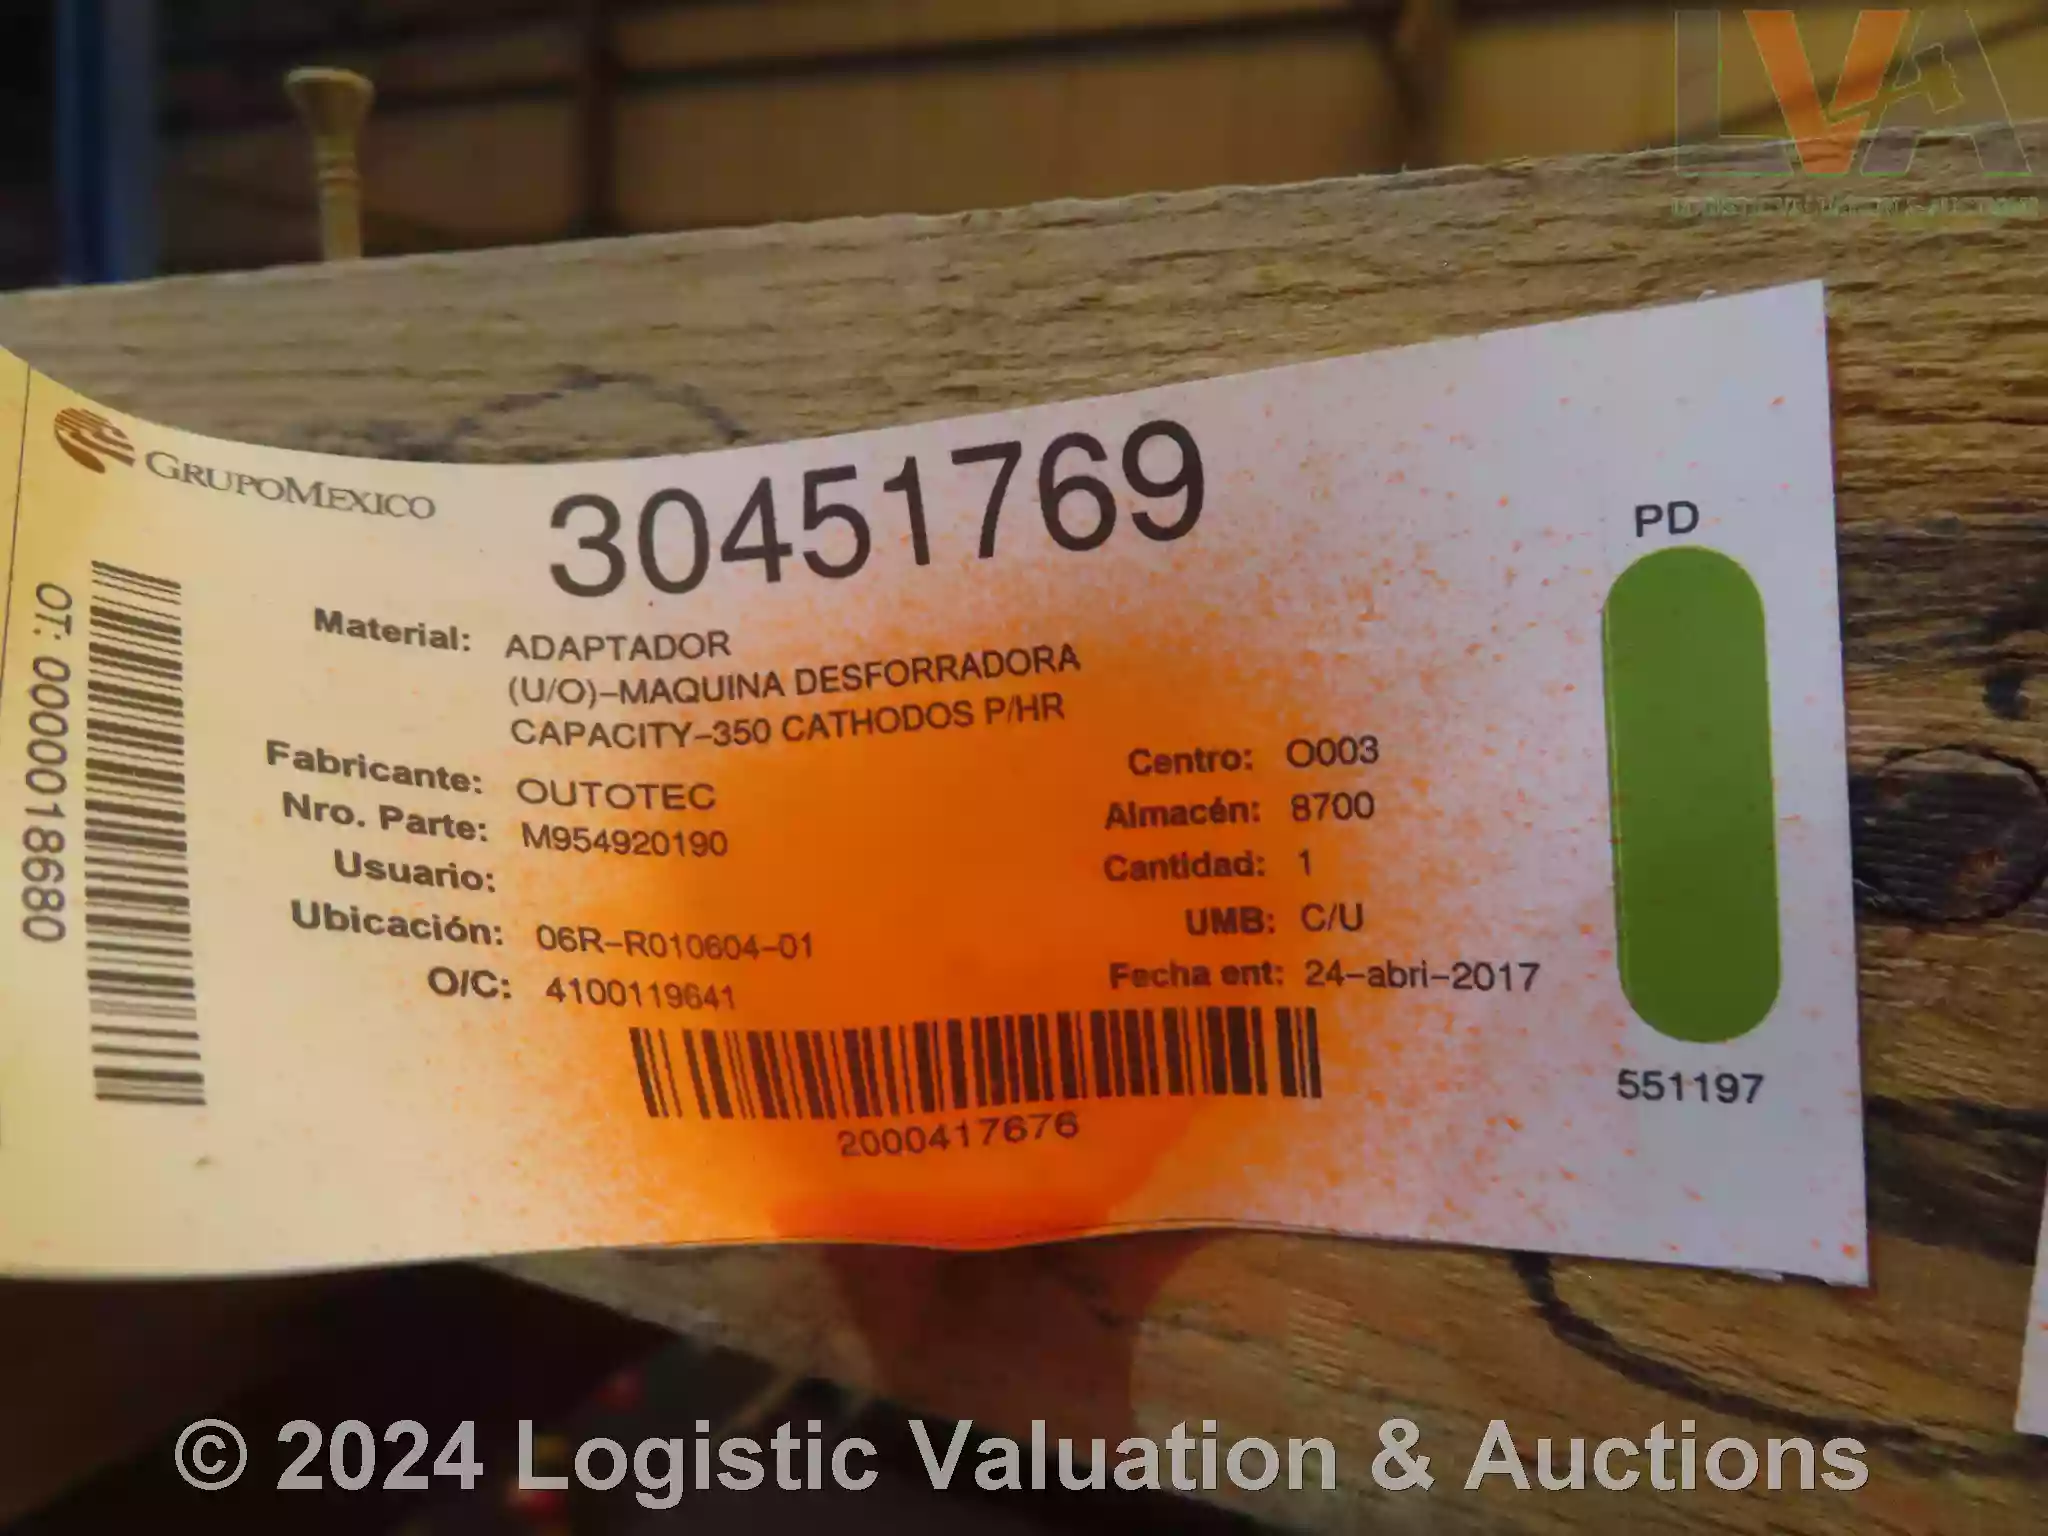 LVA
GRUPOMEXICO
30451769
OT: 0000018680
Material: ADAPTADOR
(U/O)-MAQUINA DESFORRADORA
CAPACITY-350 CATHODOS P/HR
Fabricante: OUTOTEC
Nro. Parte: M954920190
Usuario:
Ubicación: 06R-R010604-01
O/C: 4100119641
Centro: O003
Almacén: 8700
Cantidad: 1
UMB: C/U
Fecha ent: 24-abri-2017
2000417676
PD
551197
© 2024 Logistic Valuation & Auctions